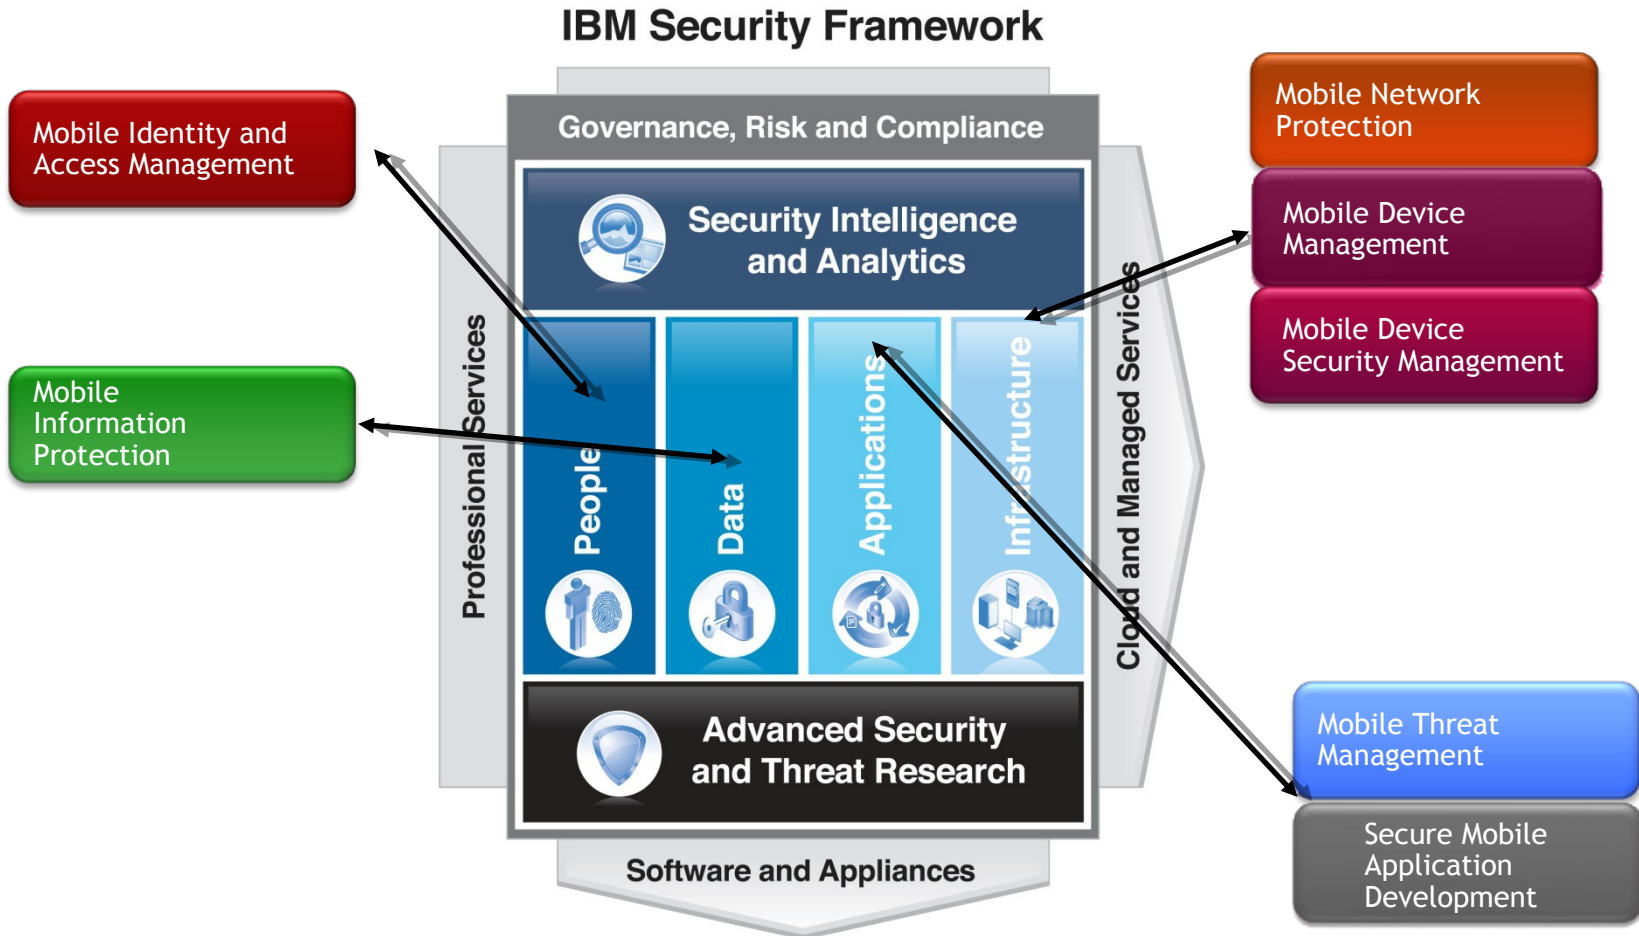 IBM Security Framework
Governance, Risk and Compliance
Mobile Identity and
Access Management
Mobile
Information
Protection
Professional Services
Security Intelligence
and Analytics
People
Data
Applications
Infrastructure
Advanced Security
and Threat Research
Software and Appliances
Cloud and Managed Services
Mobile Network
Protection
Mobile Device
Management
Mobile Device
Security Management
Mobile Threat
Management
Secure Mobile
Application
Development